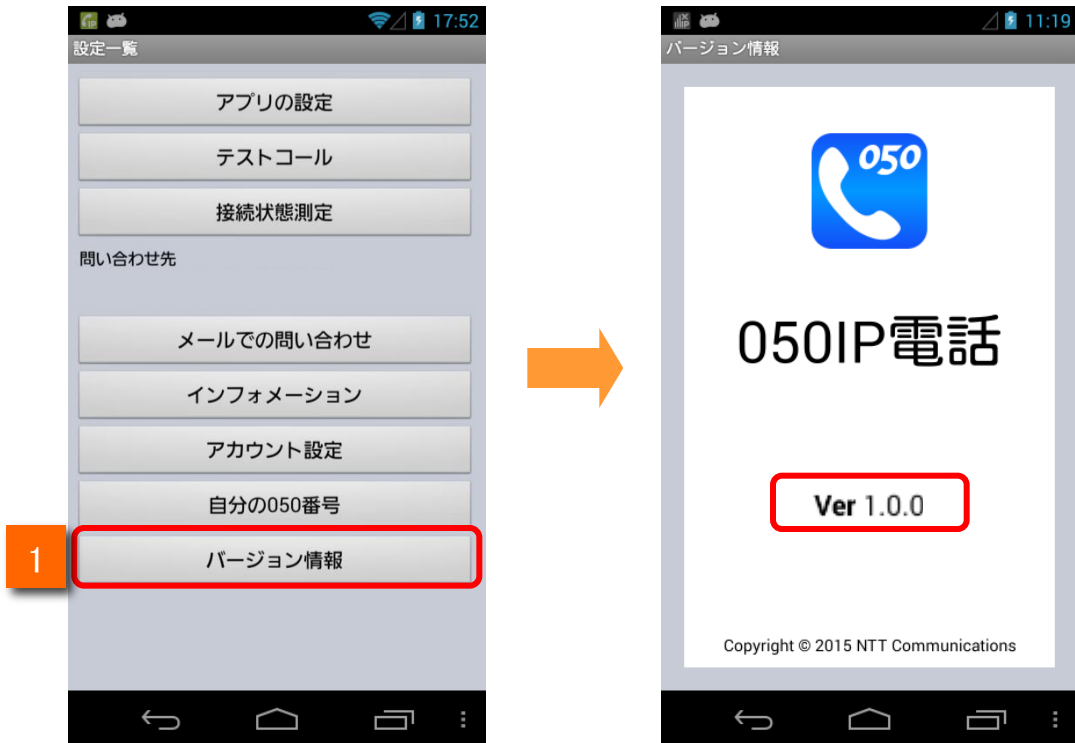 17:52
設定一覧
アプリの設定
テストコール
接続状態測定
問い合わせ先
メールでの問い合わせ
インフォメーション
アカウント設定
自分の050番号
1
バージョン情報
11:19
バージョン情報
050
050IP電話
Ver 1.0.0
Copyright © 2015 NTT Communications